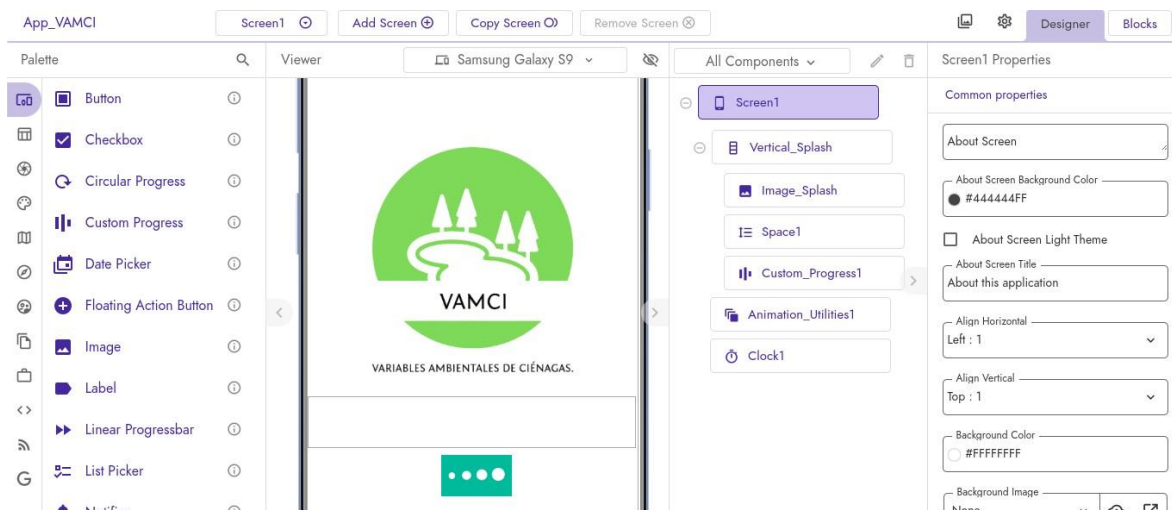 App_VAMCI
Screen1
Add Screen
Copy Screen
Remove Screen
Designer
Blocks
Palette
Viewer
Samsung Galaxy S9
All Components
Screen1 Properties
Button
Checkbox
Circular Progress
Custom Progress
Date Picker
Floating Action Button
Image
Label
Linear Progressbar
List Picker
VAMCI
VARIABLES AMBIENTALES DE CIÉNAGAS.
Screen1
Vertical_Splash
Image_Splash
Space1
Custom_Progress1
Animation_Utilities1
Clock1
Common properties
About Screen
About Screen Background Color
#444444FF
About Screen Light Theme
About Screen Title
About this application
Align Horizontal
Left : 1
Align Vertical
Top : 1
Background Color
#FFFFFFFF
Background Image